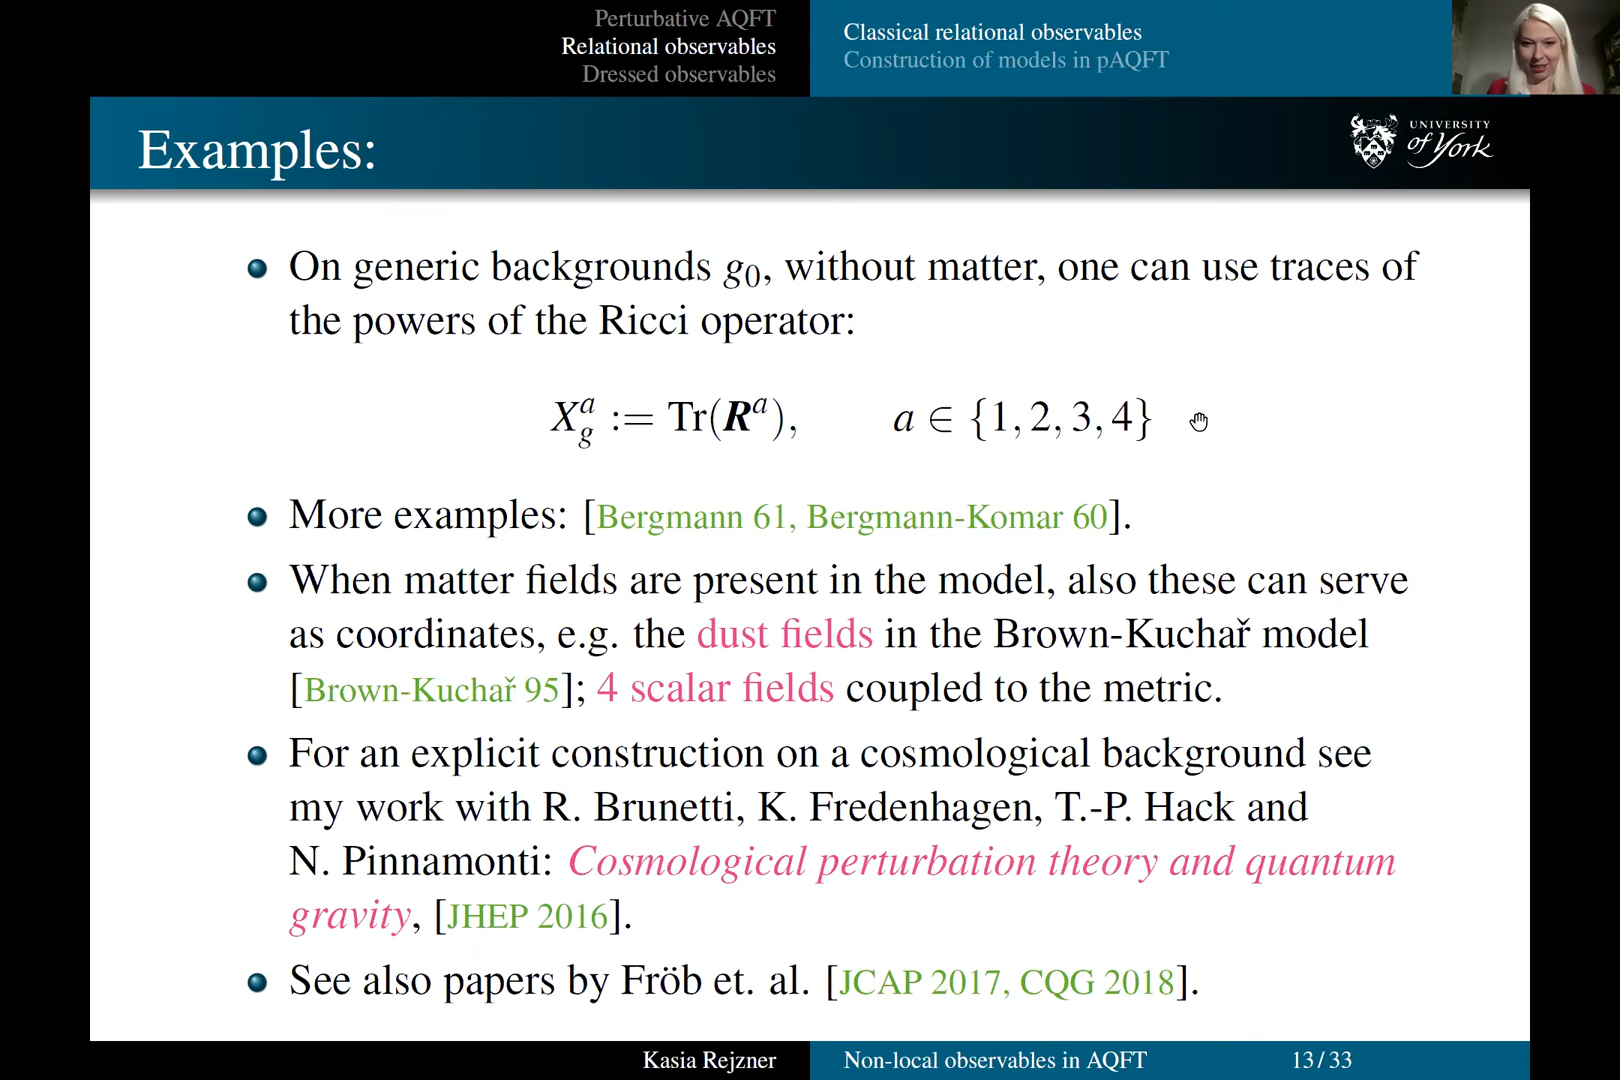 Perturbative AQFT
Relational observables
Dressed observables
Classical relational observables
Construction of models in pAQFT
Examples:
UNIVERSITY
of York
On generic backgrounds g₀, without matter, one can use traces of
the powers of the Ricci operator:
X_g^a := Tr(R^a), a ∈ {1, 2, 3, 4}
More examples: [Bergmann 61, Bergmann-Komar 60].
When matter fields are present in the model, also these can serve
as coordinates, e.g. the dust fields in the Brown-Kuchař model
[Brown-Kuchař 95]; 4 scalar fields coupled to the metric.
For an explicit construction on a cosmological background see
my work with R. Brunetti, K. Fredenhagen, T.-P. Hack and
N. Pinnamonti: Cosmological perturbation theory and quantum
gravity, [JHEP 2016].
See also papers by Fröb et. al. [JCAP 2017, CQG 2018].
Kasia Rejzner
Non-local observables in AQFT
13 / 33